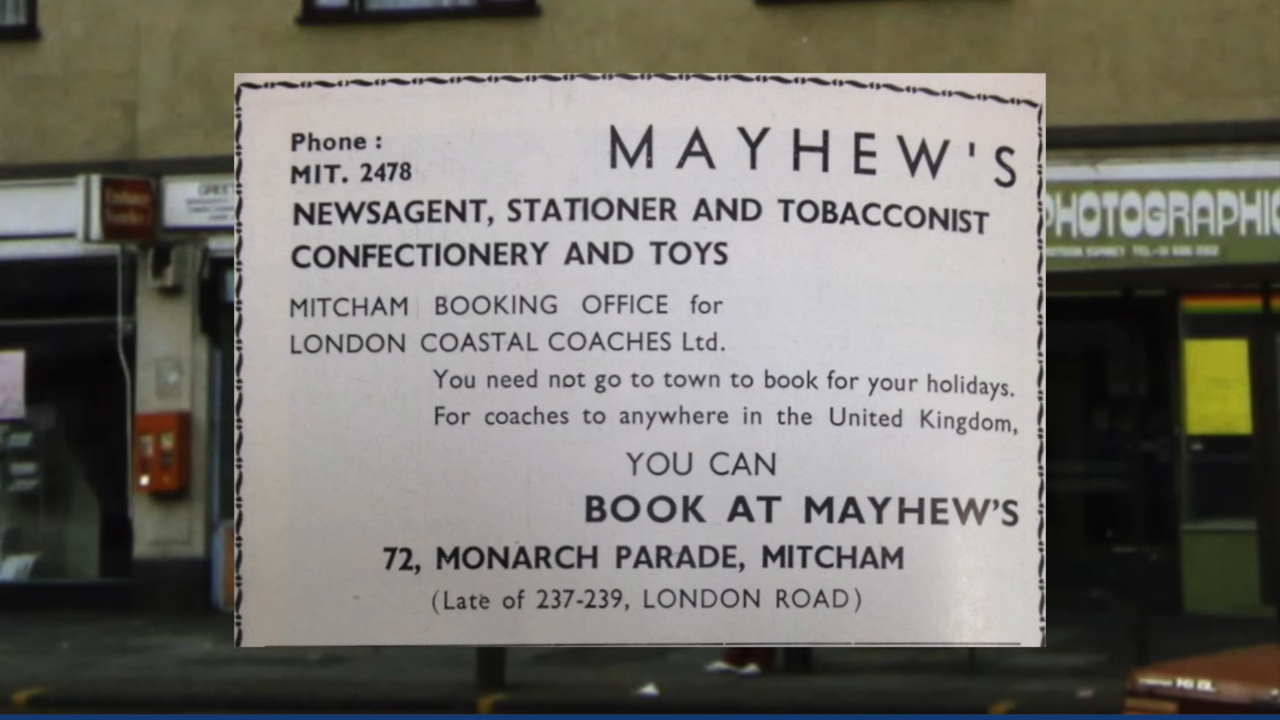 Phone :
MIT. 2478
MAYHEW'S
NEWSAGENT, STATIONER AND TOBACCONIST
CONFECTIONERY AND TOYS
MITCHAM BOOKING OFFICE for
LONDON COASTAL COACHES Ltd.
You need not go to town to book for your holidays.
For coaches to anywhere in the United Kingdom,
YOU CAN
BOOK AT MAYHEW'S
72, MONARCH PARADE, MITCHAM
(Late of 237-239, LONDON ROAD)
PHOTOGRAPHIC